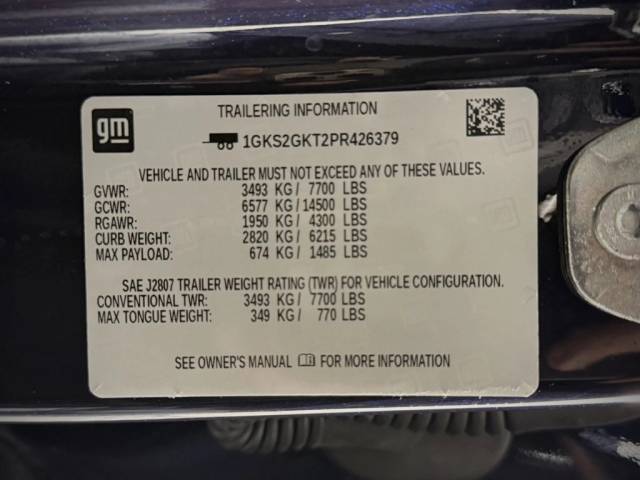 gm
TRAILERING INFORMATION
1GKS2GKT2PR426379
VEHICLE AND TRAILER MUST NOT EXCEED ANY OF THESE VALUES.
GVWR: 3493 KG / 7700 LBS
GCWR: 6577 KG / 14500 LBS
RGAWR: 1950 KG / 4300 LBS
CURB WEIGHT: 2820 KG / 6215 LBS
MAX PAYLOAD: 674 KG / 1485 LBS
SAE J2807 TRAILER WEIGHT RATING (TWR) FOR VEHICLE CONFIGURATION.
CONVENTIONAL TWR: 3493 KG / 7700 LBS
MAX TONGUE WEIGHT: 349 KG / 770 LBS
SEE OWNER'S MANUAL FOR MORE INFORMATION